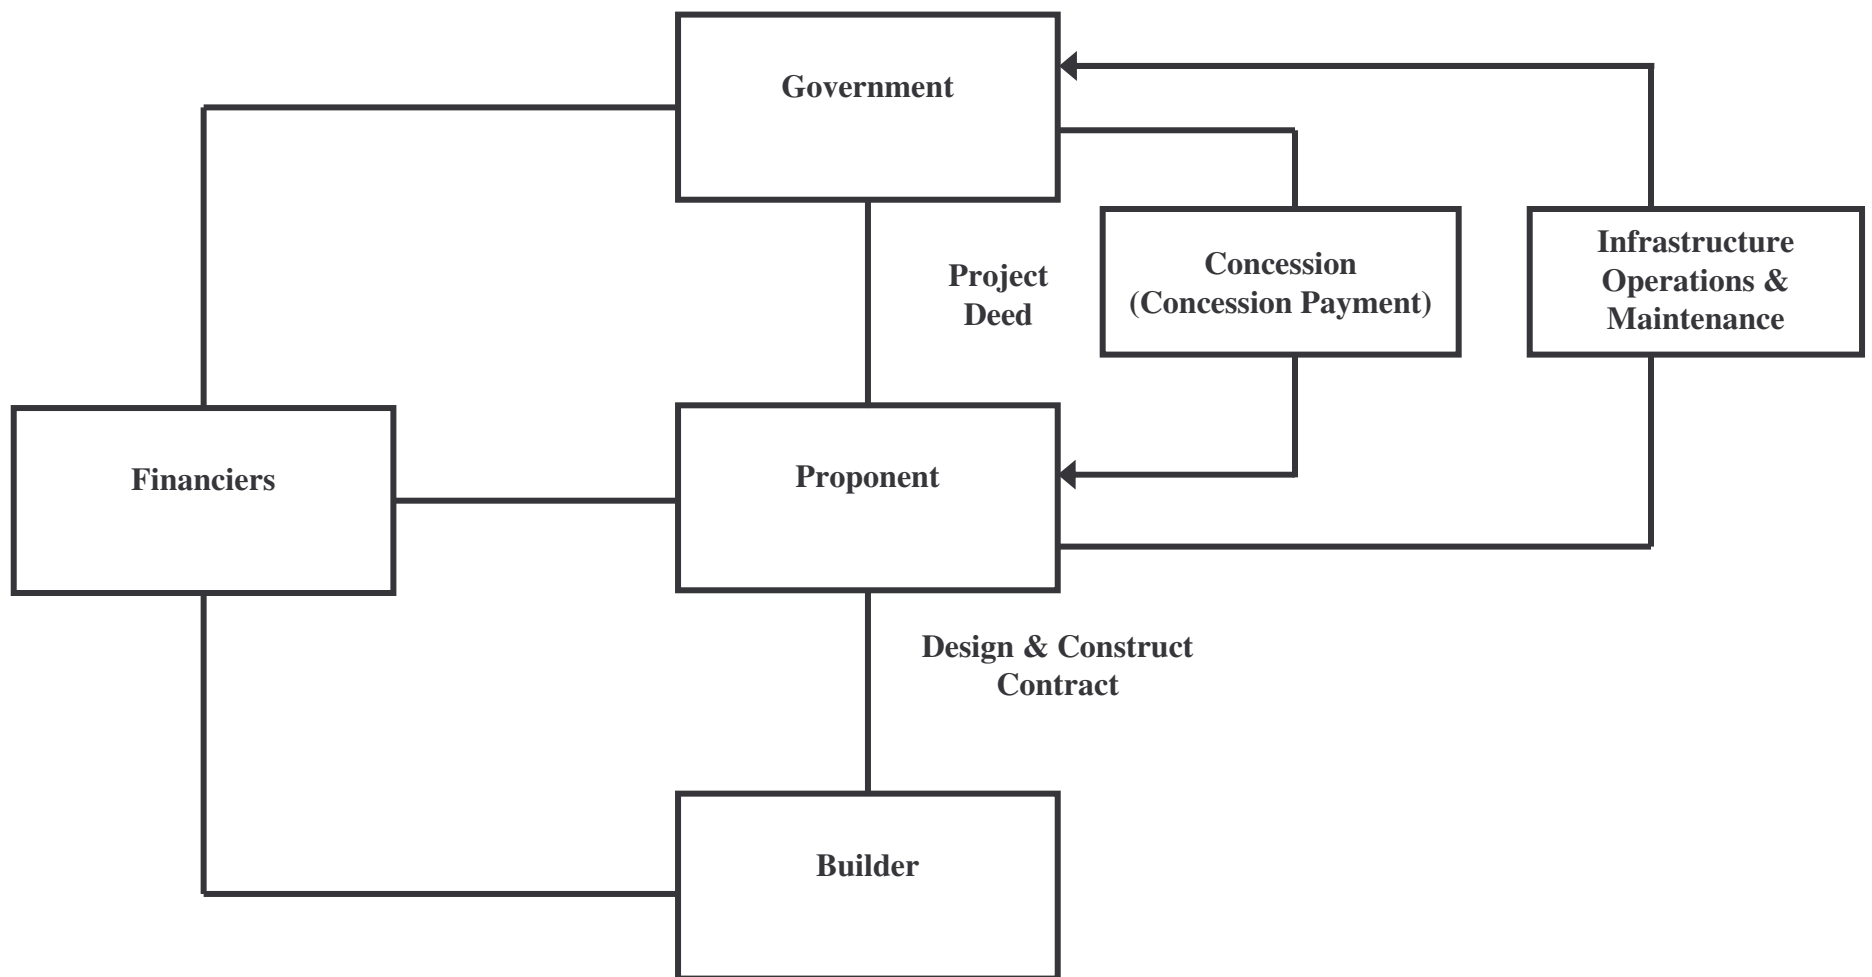 Government
Project
Deed
Concession
(Concession Payment)
Infrastructure
Operations &
Maintenance
Financiers
Proponent
Design & Construct
Contract
Builder